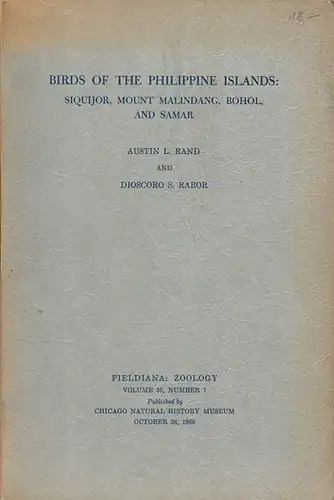 18,-
BIRDS OF THE PHILIPPINE ISLANDS:
SIQUIJOR, MOUNT MALINDANG, BOHOL,
AND SAMAR
AUSTIN L. RAND
AND
DIOSCORO S. RABOR
FIELDIANA: ZOOLOGY
VOLUME 35, NUMBER 7
Published by
CHICAGO NATURAL HISTORY MUSEUM
OCTOBER 26, 1960